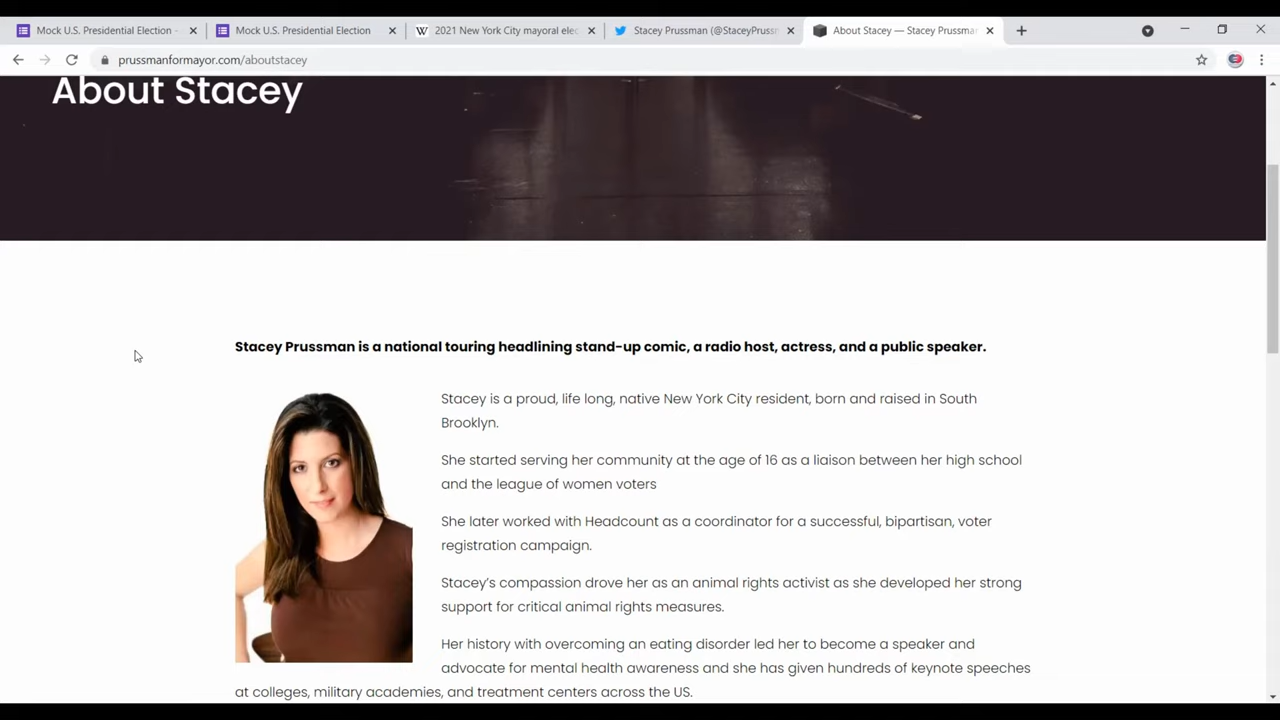 Mock U.S. Presidential Election -
Mock U.S. Presidential Election
W 2021 New York City mayoral elec
Stacey Prussman (@StaceyPrussm
About Stacey — Stacey Prussman
prussmanformayor.com/aboutstacey
About Stacey
Stacey Prussman is a national touring headlining stand-up comic, a radio host, actress, and a public speaker.
Stacey is a proud, life long, native New York City resident, born and raised in South
Brooklyn.
She started serving her community at the age of 16 as a liaison between her high school
and the league of women voters
She later worked with Headcount as a coordinator for a successful, bipartisan, voter
registration campaign.
Stacey’s compassion drove her as an animal rights activist as she developed her strong
support for critical animal rights measures.
Her history with overcoming an eating disorder led her to become a speaker and
advocate for mental health awareness and she has given hundreds of keynote speeches
at colleges, military academies, and treatment centers across the US.